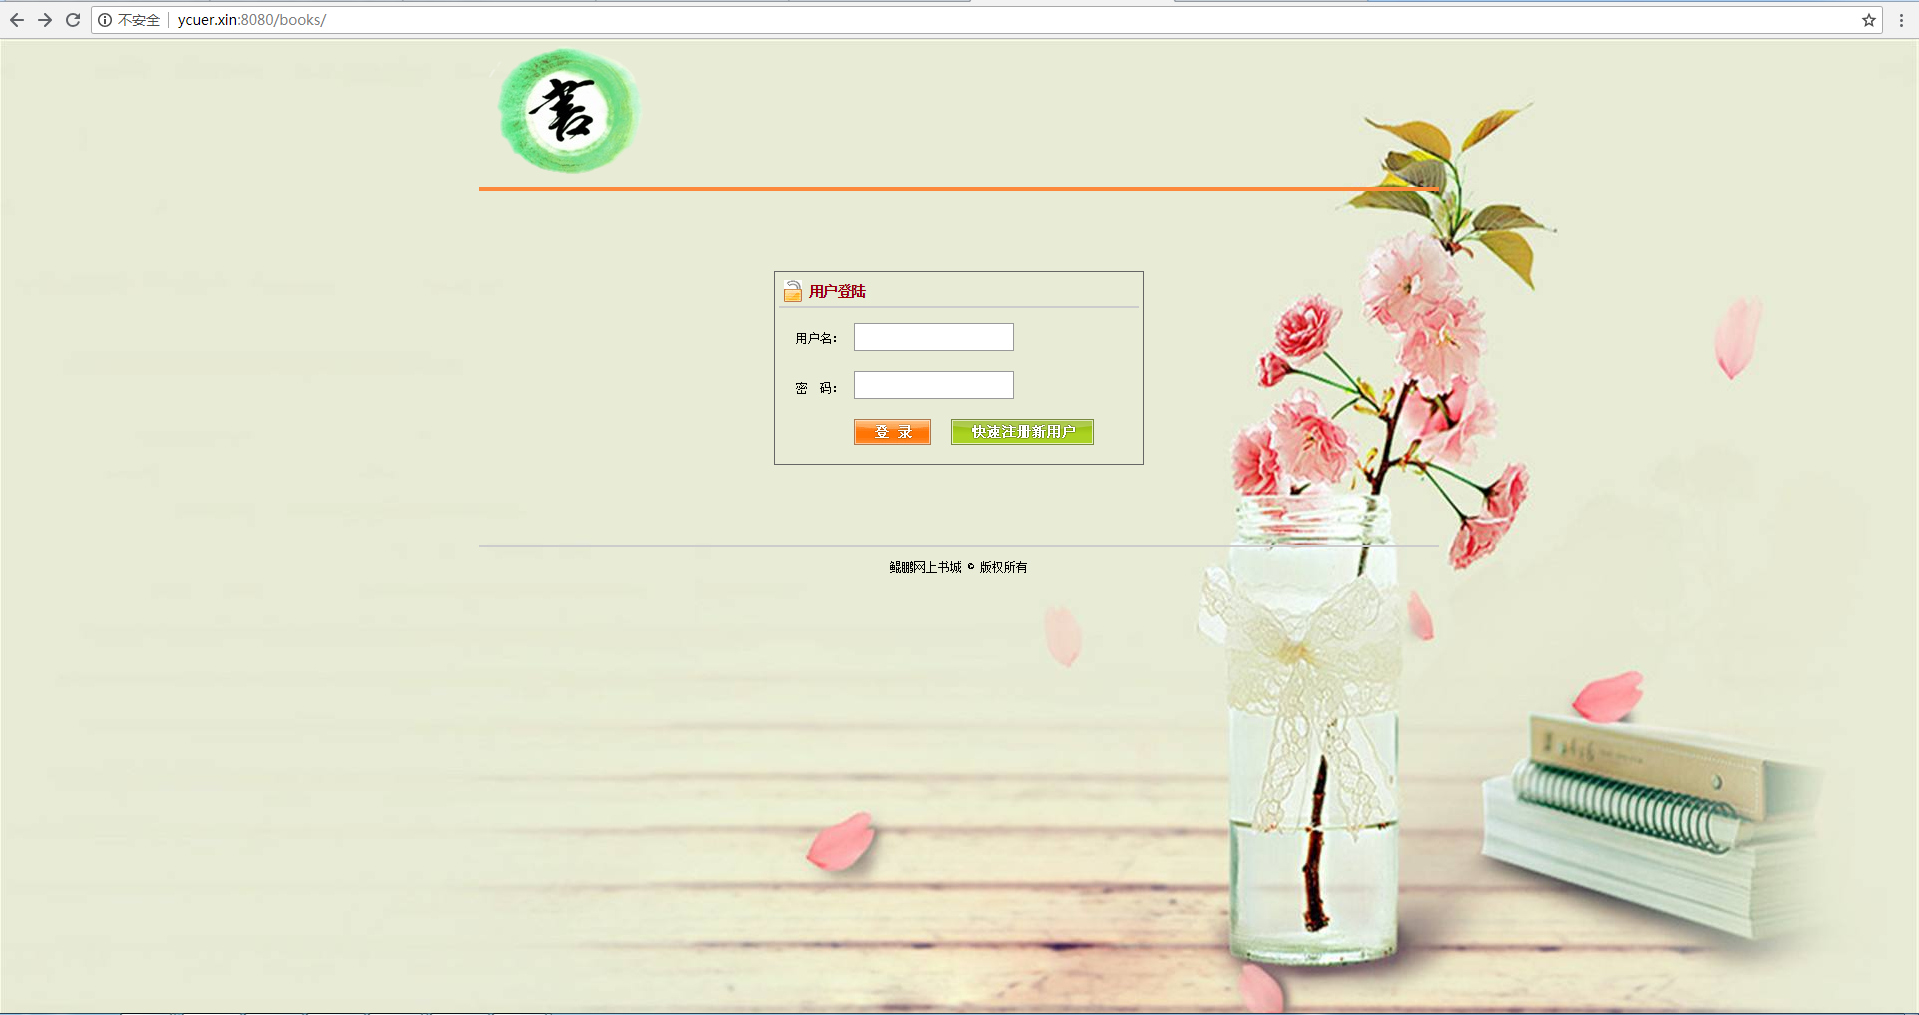 不安全 ycuer.xin:8080/books/
書
用户登陆
用户名：
密 码：
登 录 快速注册新用户
鲲鹏网上书城 © 版权所有